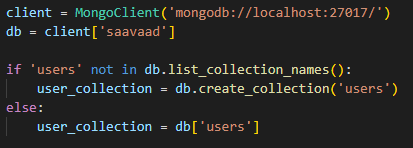 client = MongoClient('mongodb://localhost:27017/')
db = client['saavaad']
if 'users' not in db.list_collection_names():
    user_collection = db.create_collection('users')
else:
    user_collection = db['users']